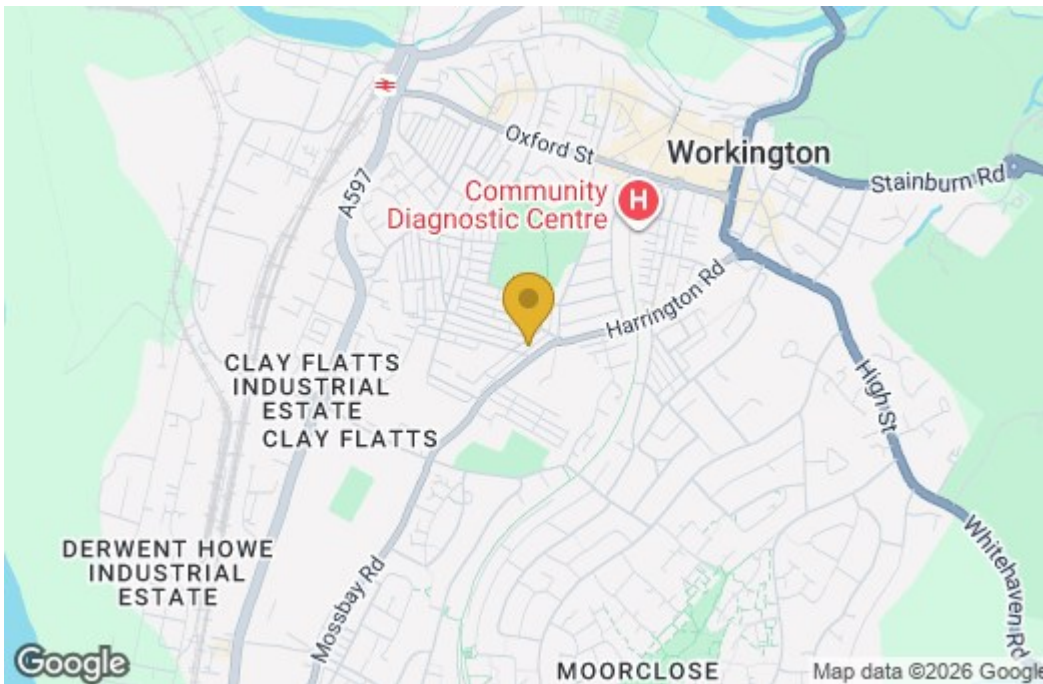 Oxford St
Workington
A597
Community
Diagnostic Centre
H
Stainburn Rd
Harrington Rd
CLAY FLATTS
INDUSTRIAL
ESTATE
CLAY FLATTS
High St
DERWENT HOWE
INDUSTRIAL
ESTATE
Mossbay Rd
Whitehaven Rd
MOORCLOSE
Google
Map data ©2026 Google